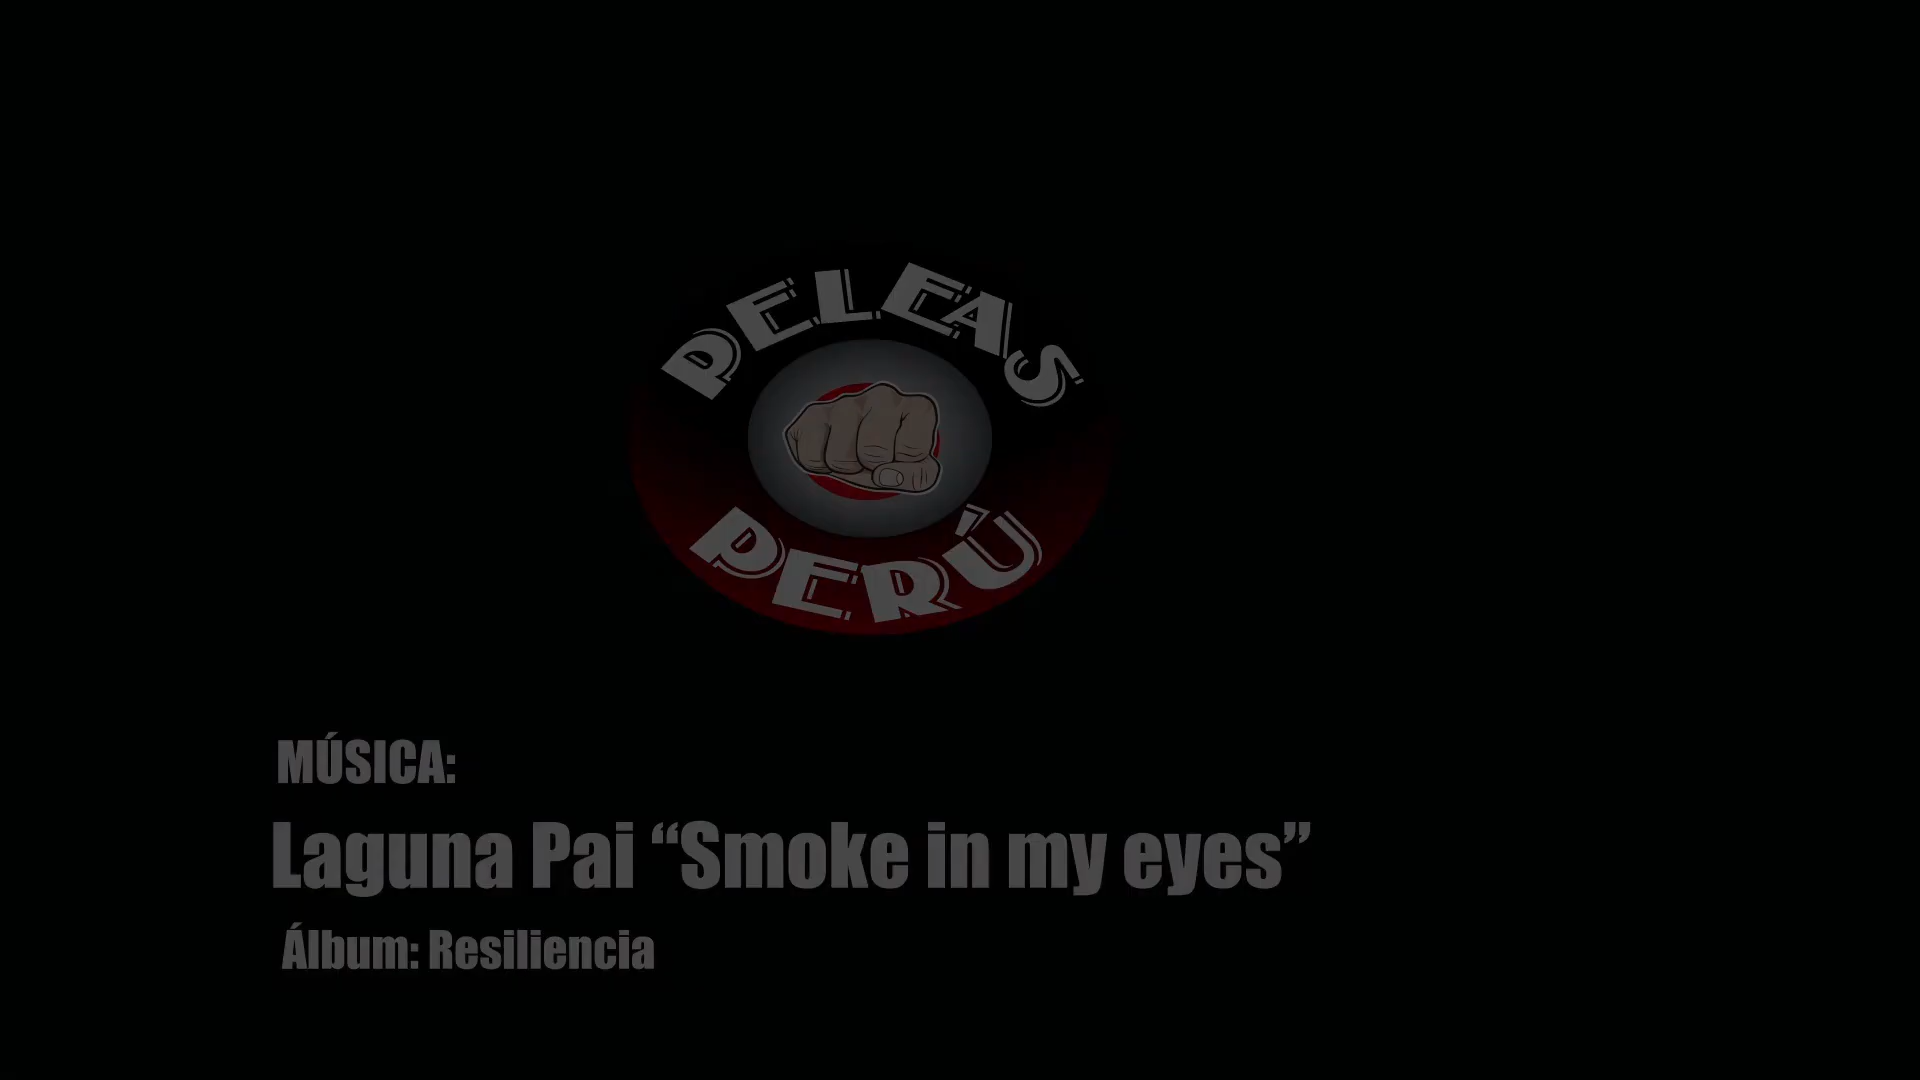 PELEAS
PERÚ
MÚSICA:
Laguna Pai “Smoke in my eyes”
Álbum: Resiliencia